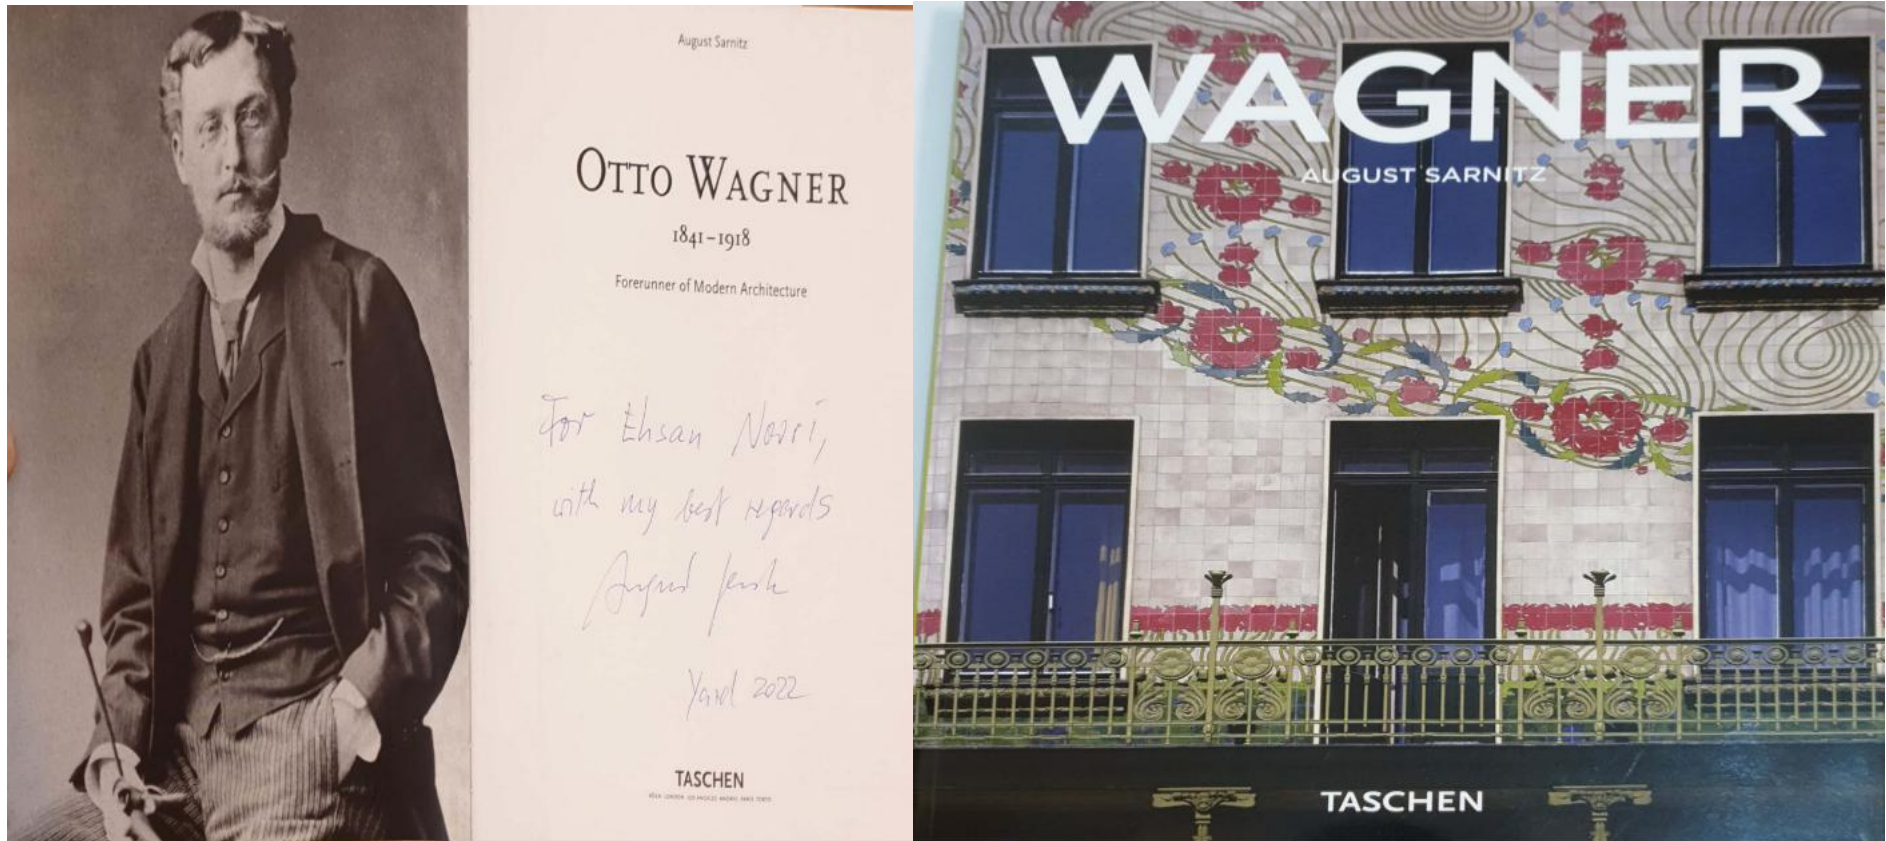 August Sarnitz
OTTO WAGNER
1841–1918
Forerunner of Modern Architecture
For Ehsan Nouri,
with my best regards
2022
TASCHEN
WAGNER
AUGUST SARNITZ
TASCHEN